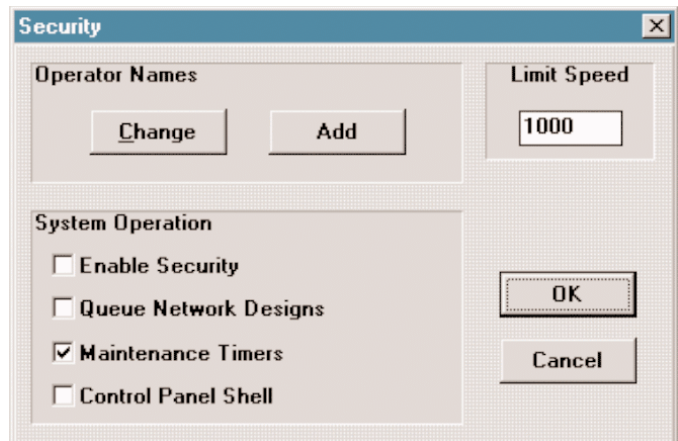 Security
Operator Names
Change
Add
Limit Speed
1000
System Operation
Enable Security
Queue Network Designs
Maintenance Timers
Control Panel Shell
OK
Cancel